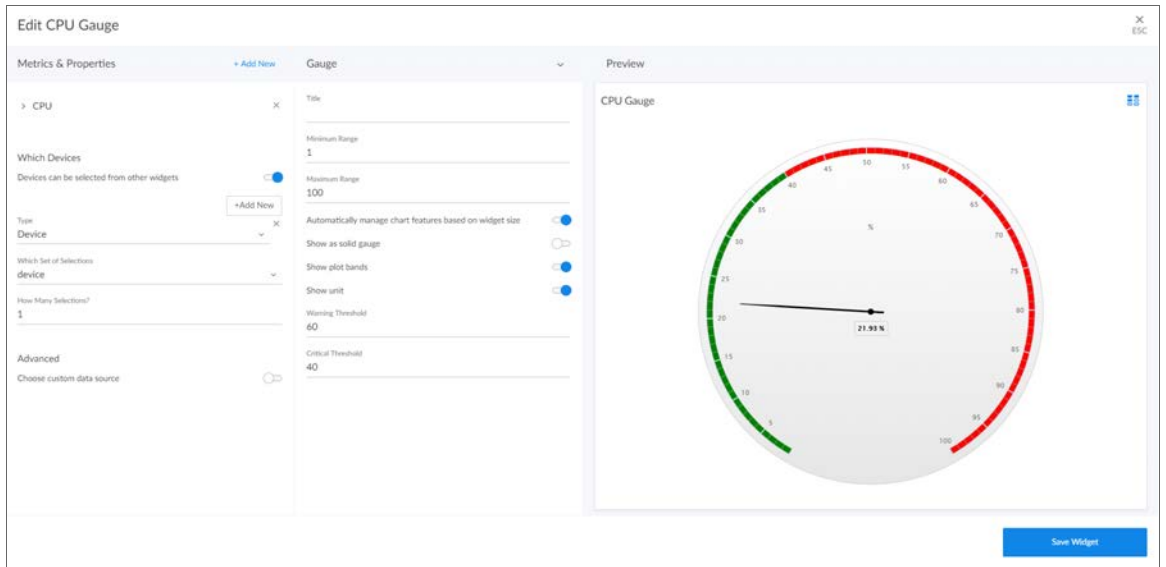 Edit CPU Gauge
ESC
Metrics & Properties
+ Add New
Gauge
Preview
CPU
Which Devices
Devices can be selected from other widgets
+Add New
Type
Device
Which Set of Selections
device
How Many Selections?
1
Advanced
Choose custom data source
Title
Minimum Range
1
Maximum Range
100
Automatically manage chart features based on widget size
Show as solid gauge
Show plot bands
Show unit
Warning Threshold
60
Critical Threshold
40
CPU Gauge
5
10
15
20
25
30
35
40
45
50
55
60
65
70
75
80
85
90
95
100
%
21.93 %
Save Widget